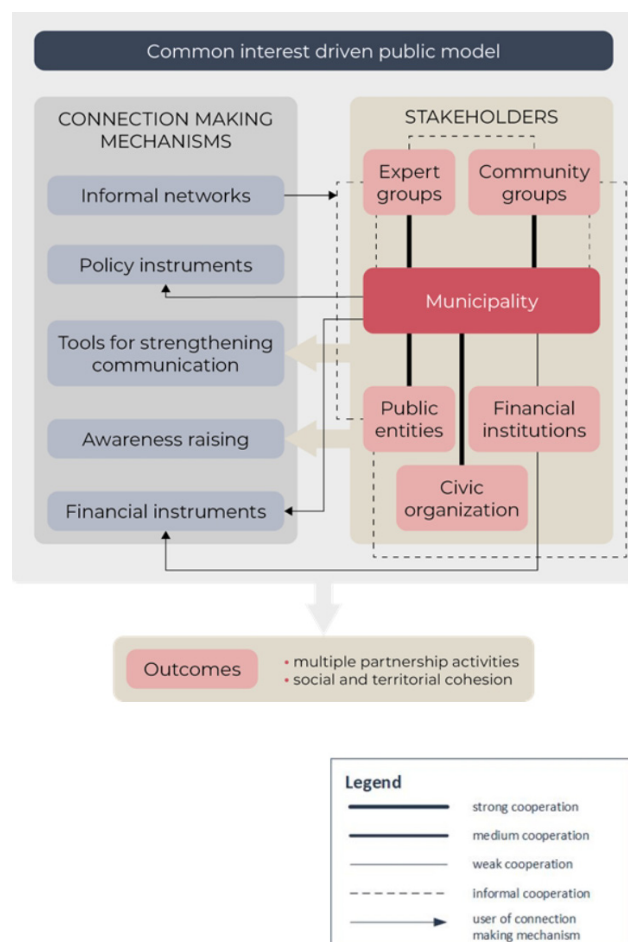 Common interest driven public model
CONNECTION MAKING
MECHANISMS
Informal networks
Policy instruments
Tools for strengthening
communication
Awareness raising
Financial instruments
STAKEHOLDERS
Expert
groups
Community
groups
Municipality
Public
entities
Financial
institutions
Civic
organization
Outcomes
• multiple partnership activities
• social and territorial cohesion
Legend
strong cooperation
medium cooperation
weak cooperation
informal cooperation
user of connection
making mechanism